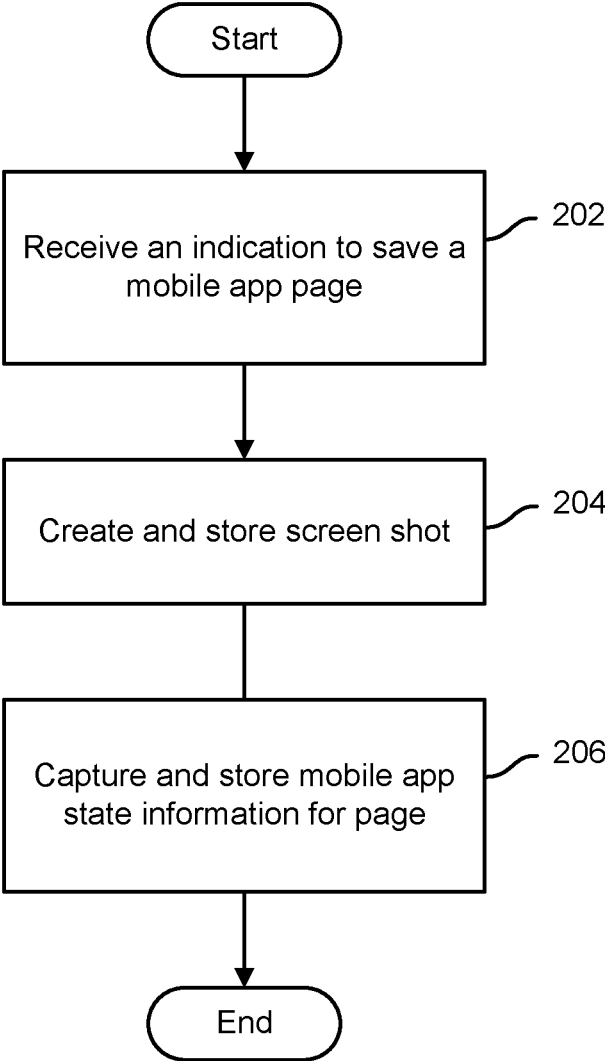 Start
202
Receive an indication to save a
mobile app page
204
Create and store screen shot
206
Capture and store mobile app
state information for page
End